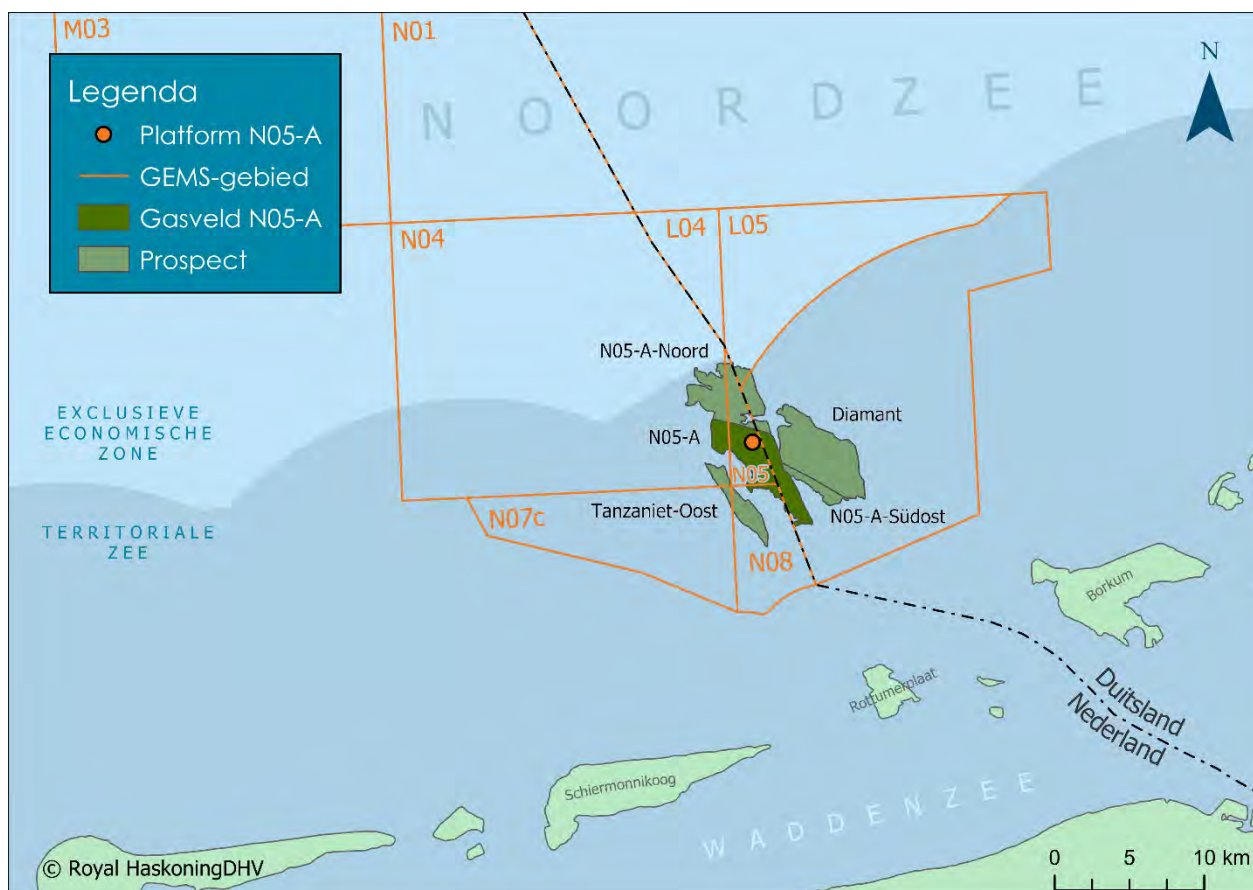 M03
N01
N
Legenda
Platform N05-A
GEMS-gebied
Gasveld N05-A
Prospect
NOORDZEE
N04
L04
L05
N05-A-Noord
Diamant
EXCLUSIEVE
ECONOMISCHE
ZONE
N05-A
N05
N05-A-Südost
Tanzaniet-Oost
N07c
TERRITORIALE
ZEE
N08
Borkum
Rottumerplaat
Duitsland
Nederland
Schiermonnikoog
WADDENZEE
© Royal HaskoningDHV
0 5 10 km